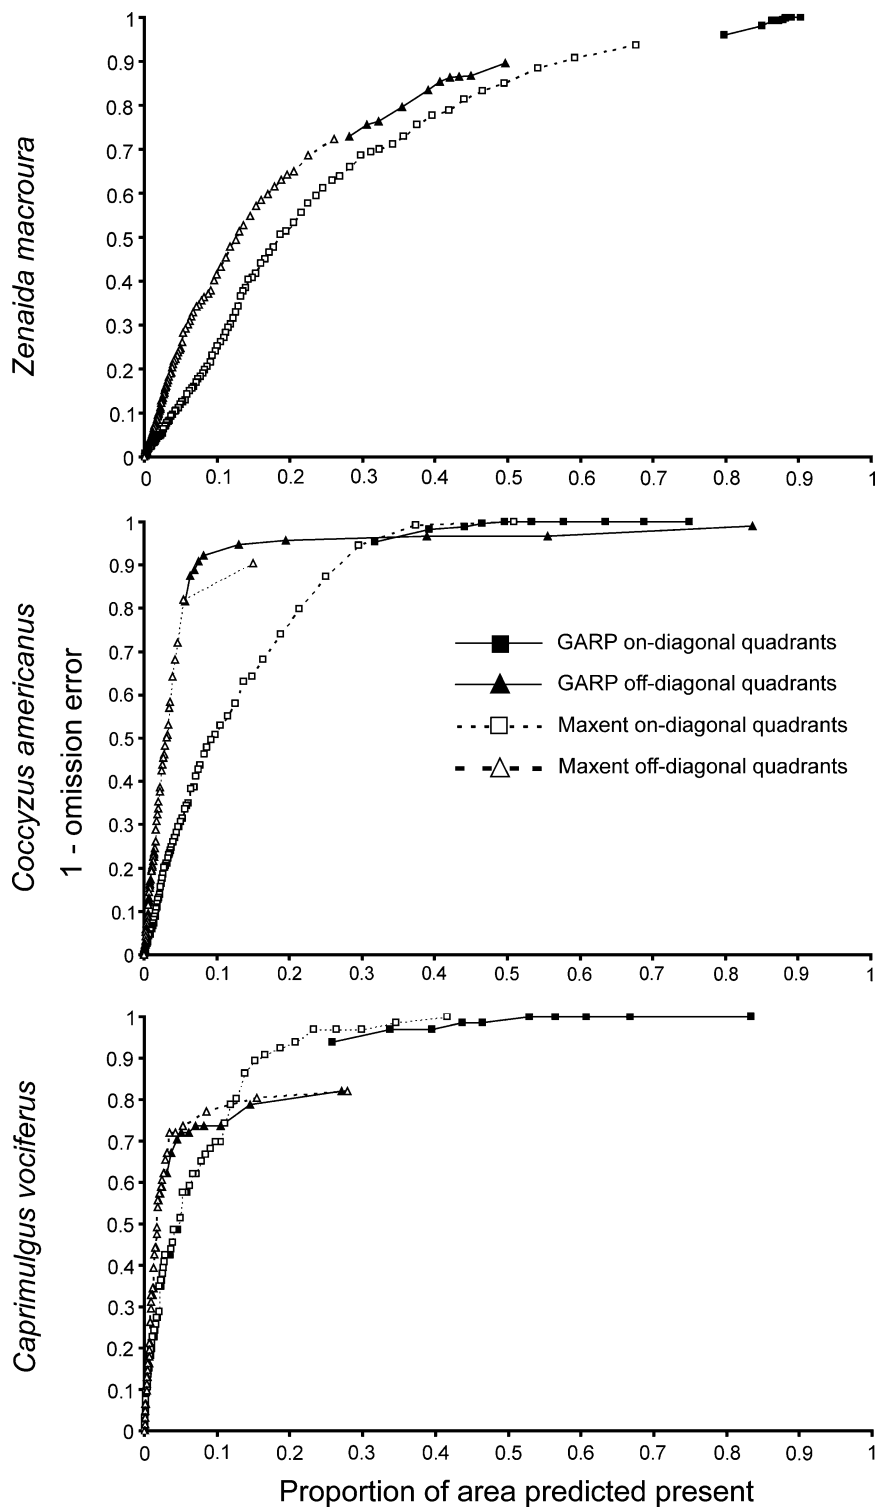 Zenaida macroura
1
0.9
0.8
0.7
0.6
0.5
0.4
0.3
0.2
0.1
0
0 0.1 0.2 0.3 0.4 0.5 0.6 0.7 0.8 0.9 1
Coccyzus americanus
1 - omission error
1
0.9
0.8
0.7
0.6
0.5
0.4
0.3
0.2
0.1
0
GARP on-diagonal quadrants
GARP off-diagonal quadrants
Maxent on-diagonal quadrants
Maxent off-diagonal quadrants
0 0.1 0.2 0.3 0.4 0.5 0.6 0.7 0.8 0.9 1
Caprimulgus vociferus
1
0.9
0.8
0.7
0.6
0.5
0.4
0.3
0.2
0.1
0
0 0.1 0.2 0.3 0.4 0.5 0.6 0.7 0.8 0.9 1
Proportion of area predicted present